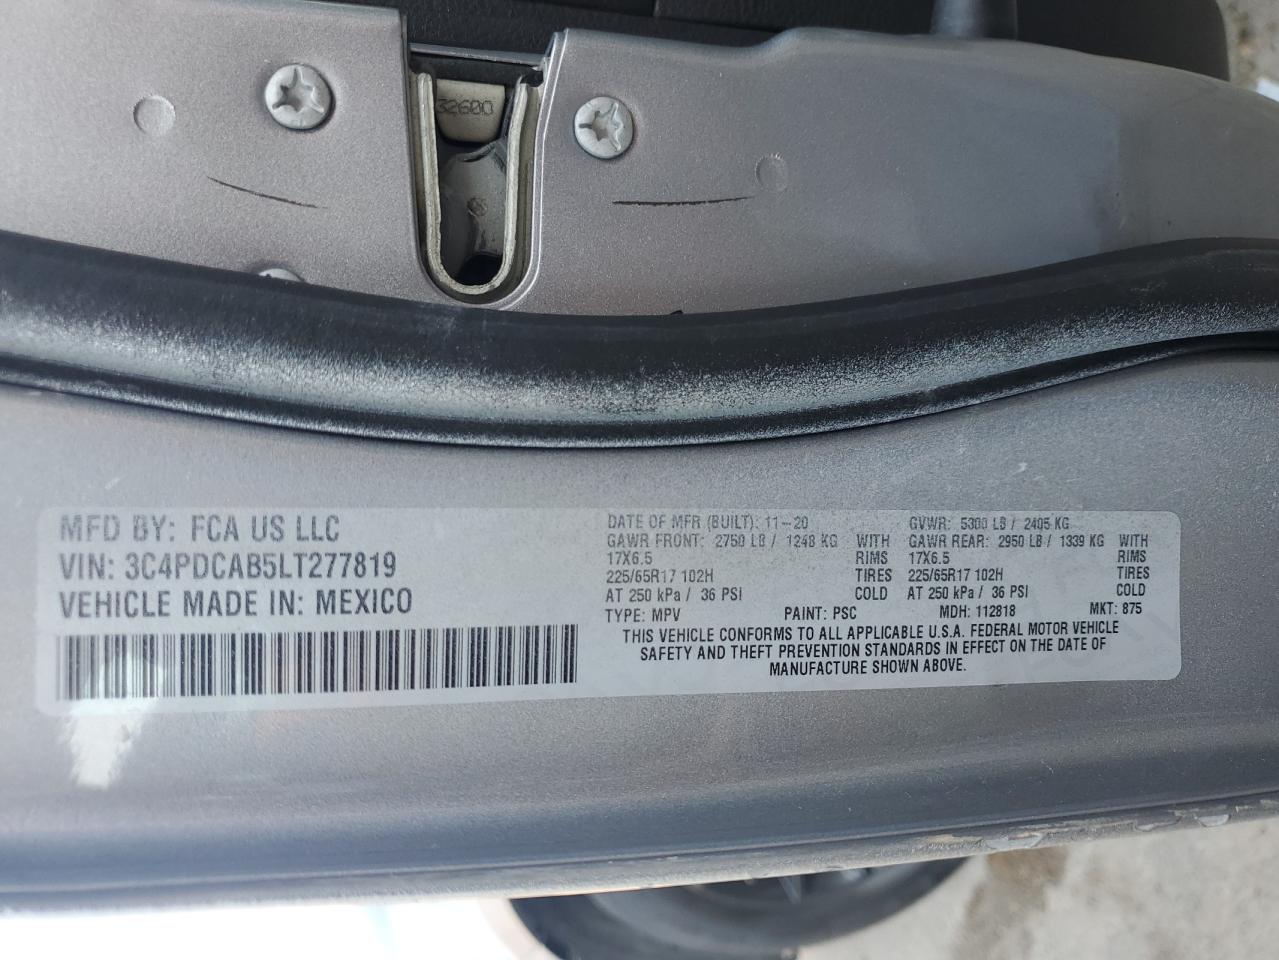 32600
MFD BY: FCA US LLC
VIN: 3C4PDCAB5LT277819
VEHICLE MADE IN: MEXICO
DATE OF MFR (BUILT): 11-20 GVWR: 5300 LB / 2405 KG
GAWR FRONT: 2750 LB / 1248 KG WITH GAWR REAR: 2950 LB / 1339 KG WITH
17X6.5 RIMS 17X6.5 RIMS
225/65R17 102H TIRES 225/65R17 102H TIRES
AT 250 kPa / 36 PSI COLD AT 250 kPa / 36 PSI COLD
TYPE: MPV PAINT: PSC MDH: 112818 MKT: 875
THIS VEHICLE CONFORMS TO ALL APPLICABLE U.S.A. FEDERAL MOTOR VEHICLE
SAFETY AND THEFT PREVENTION STANDARDS IN EFFECT ON THE DATE OF
MANUFACTURE SHOWN ABOVE.